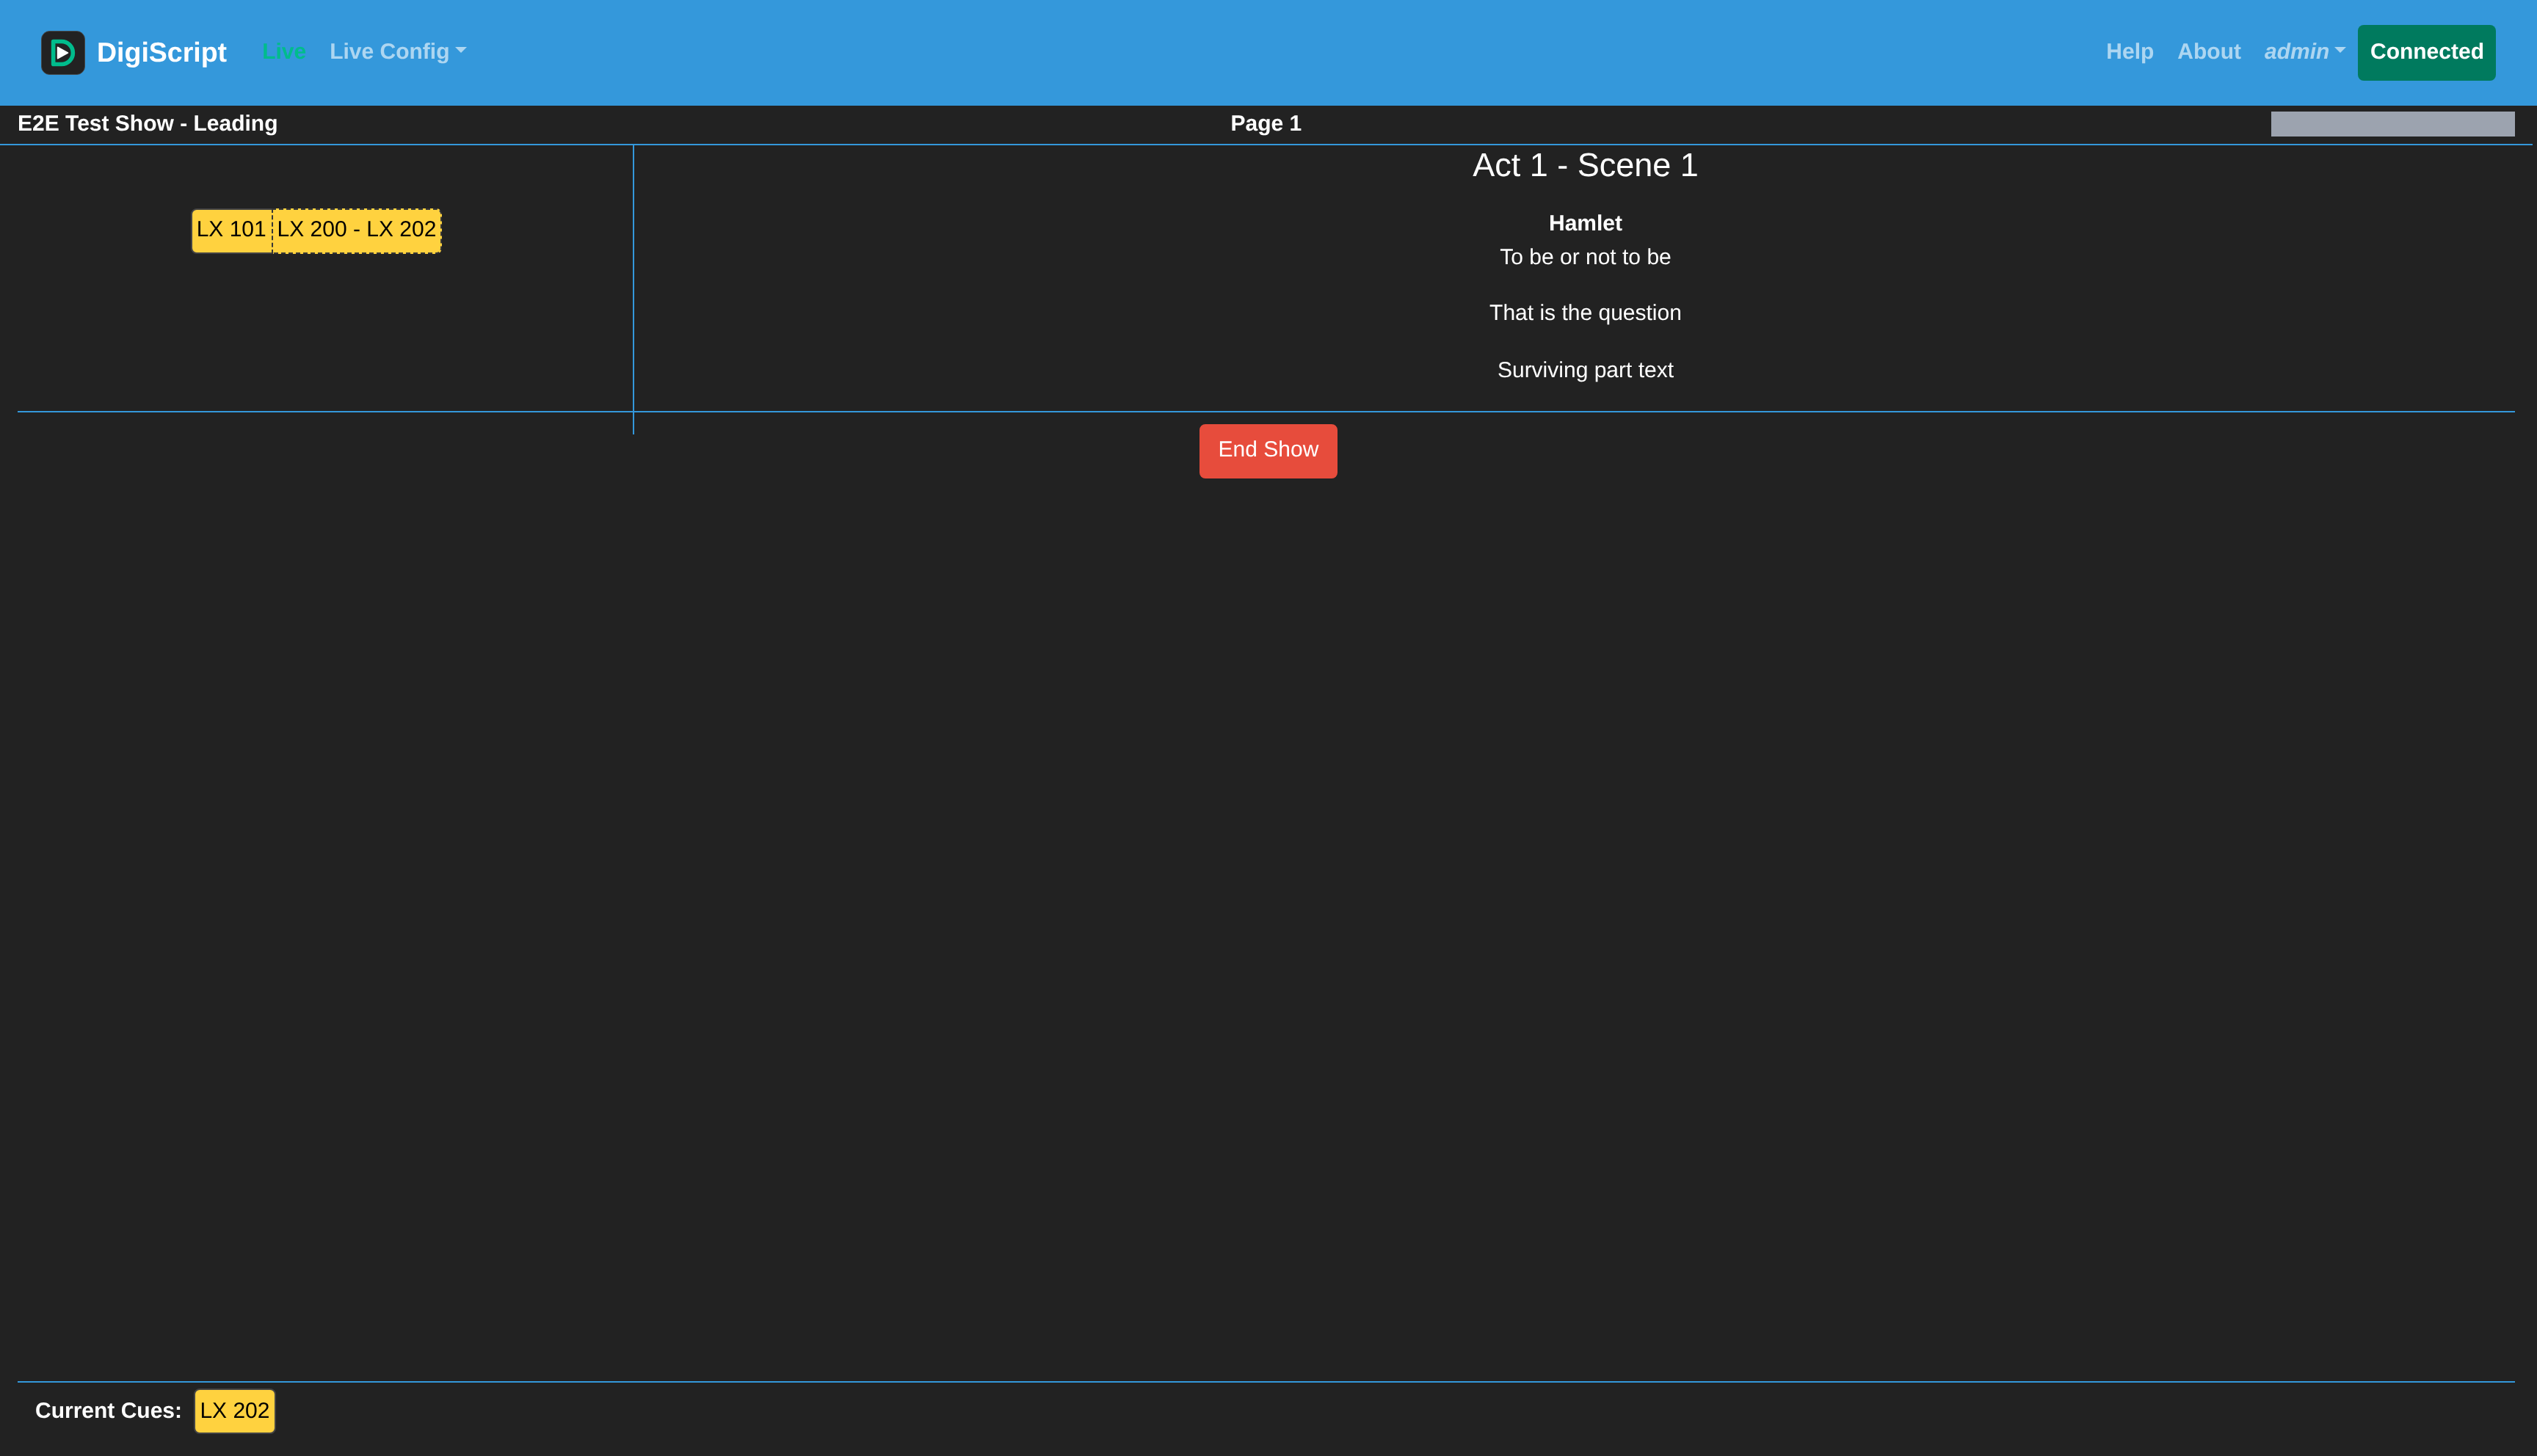 DigiScript Live Live Config Help About admin Connected
E2E Test Show - Leading Page 1
Act 1 - Scene 1
LX 101 LX 200 - LX 202
Hamlet
To be or not to be
That is the question
Surviving part text
End Show
Current Cues: LX 202